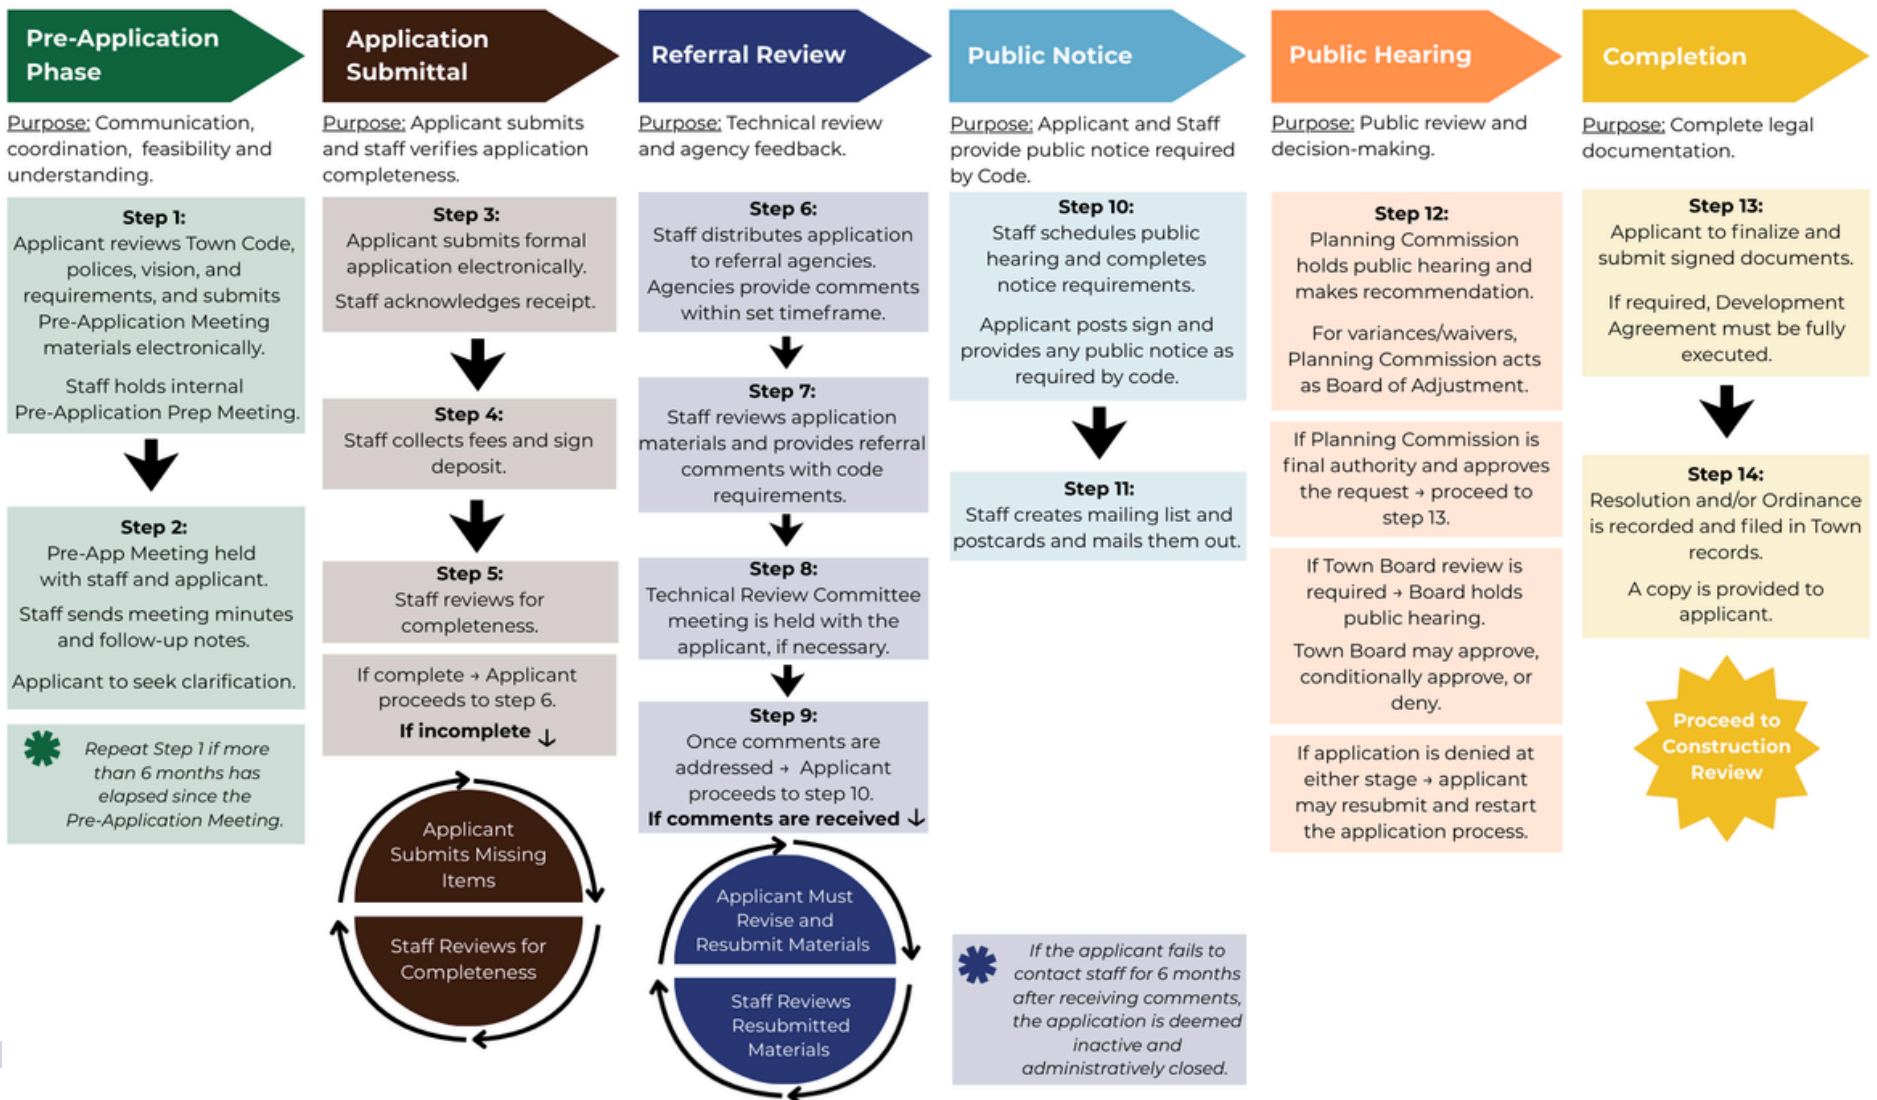 Pre-Application
Phase
Purpose: Communication,
coordination, feasibility and
understanding.
Step 1:
Applicant reviews Town Code,
polices, vision, and
requirements, and submits
Pre-Application Meeting
materials electronically.
Staff holds internal
Pre-Application Prep Meeting.
Step 2:
Pre-App Meeting held
with staff and applicant.
Staff sends meeting minutes
and follow-up notes.
Applicant to seek clarification.
Repeat Step 1 if more
than 6 months has
elapsed since the
Pre-Application Meeting.
Application
Submittal
Purpose: Applicant submits
and staff verifies application
completeness.
Step 3:
Applicant submits formal
application electronically.
Staff acknowledges receipt.
Step 4:
Staff collects fees and sign
deposit.
Step 5:
Staff reviews for
completeness.
If complete → Applicant
proceeds to step 6.
If incomplete ↓
Applicant
Submits Missing
Items
Staff Reviews for
Completeness
Referral Review
Purpose: Technical review
and agency feedback.
Step 6:
Staff distributes application
to referral agencies.
Agencies provide comments
within set timeframe.
Step 7:
Staff reviews application
materials and provides referral
comments with code
requirements.
Step 8:
Technical Review Committee
meeting is held with the
applicant, if necessary.
Step 9:
Once comments are
addressed → Applicant
proceeds to step 10.
If comments are received ↓
Applicant Must
Revise and
Resubmit Materials
Staff Reviews
Resubmitted
Materials
Public Notice
Purpose: Applicant and Staff
provide public notice required
by Code.
Step 10:
Staff schedules public
hearing and completes
notice requirements.
Applicant posts sign and
provides any public notice as
required by code.
Step 11:
Staff creates mailing list and
postcards and mails them out.
If the applicant fails to
contact staff for 6 months
after receiving comments,
the application is deemed
inactive and
administratively closed.
Public Hearing
Purpose: Public review and
decision-making.
Step 12:
Planning Commission
holds public hearing and
makes recommendation.
For variances/waivers,
Planning Commission acts
as Board of Adjustment.
If Planning Commission is
final authority and approves
the request → proceed to
step 13.
If Town Board review is
required → Board holds
public hearing.
Town Board may approve,
conditionally approve, or
deny.
If application is denied at
either stage → applicant
may resubmit and restart
the application process.
Completion
Purpose: Complete legal
documentation.
Step 13:
Applicant to finalize and
submit signed documents.
If required, Development
Agreement must be fully
executed.
Step 14:
Resolution and/or Ordinance
is recorded and filed in Town
records.
A copy is provided to
applicant.
Proceed to
Construction
Review